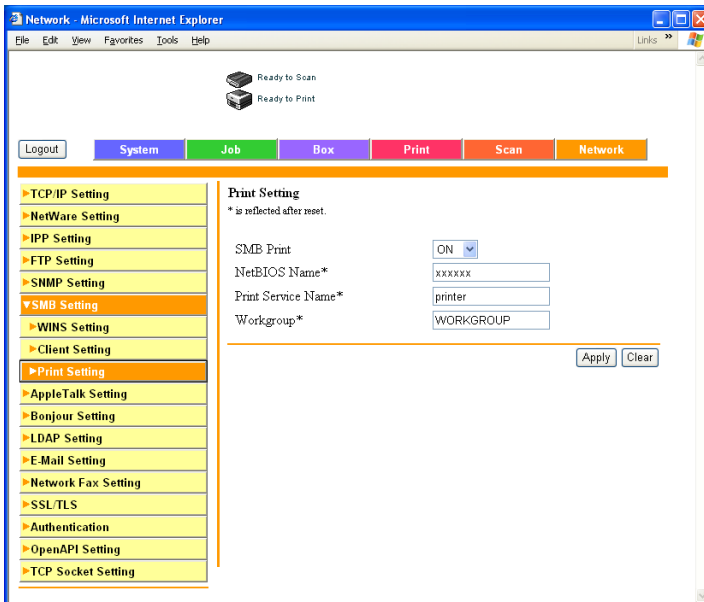 Network - Microsoft Internet Explorer
File Edit View Favorites Tools Help Links »
Ready to Scan
Ready to Print
Logout System Job Box Print Scan Network
TCP/IP Setting
NetWare Setting
IPP Setting
FTP Setting
SNMP Setting
SMB Setting
WINS Setting
Client Setting
Print Setting
AppleTalk Setting
Bonjour Setting
LDAP Setting
E-Mail Setting
Network Fax Setting
SSL/TLS
Authentication
OpenAPI Setting
TCP Socket Setting
Print Setting
* is reflected after reset.
SMB Print ON
NetBIOS Name* xxxxxx
Print Service Name* printer
Workgroup* WORKGROUP
Apply Clear